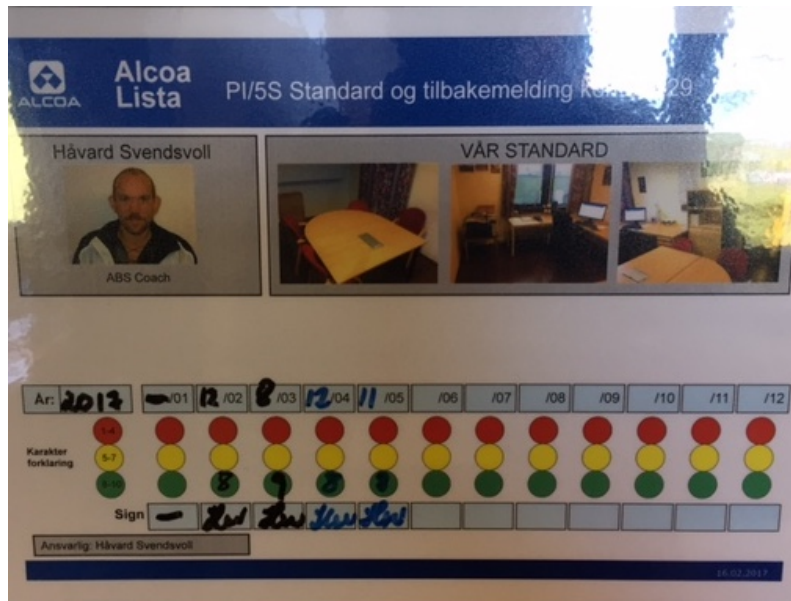 ALCOA
Alcoa Lista
PI/5S Standard og tilbakemelding 29
Håvard Svendsvoll
ABS Coach
VÅR STANDARD
År: 2017 –/01 12/02 8/03 12/04 11/05 /06 /07 /08 /09 /10 /11 /12
1-4
Karakter forklaring
5-7
8-10 8 9 8
Sign –
Ansvarlig: Håvard Svendsvoll
16.02.2017